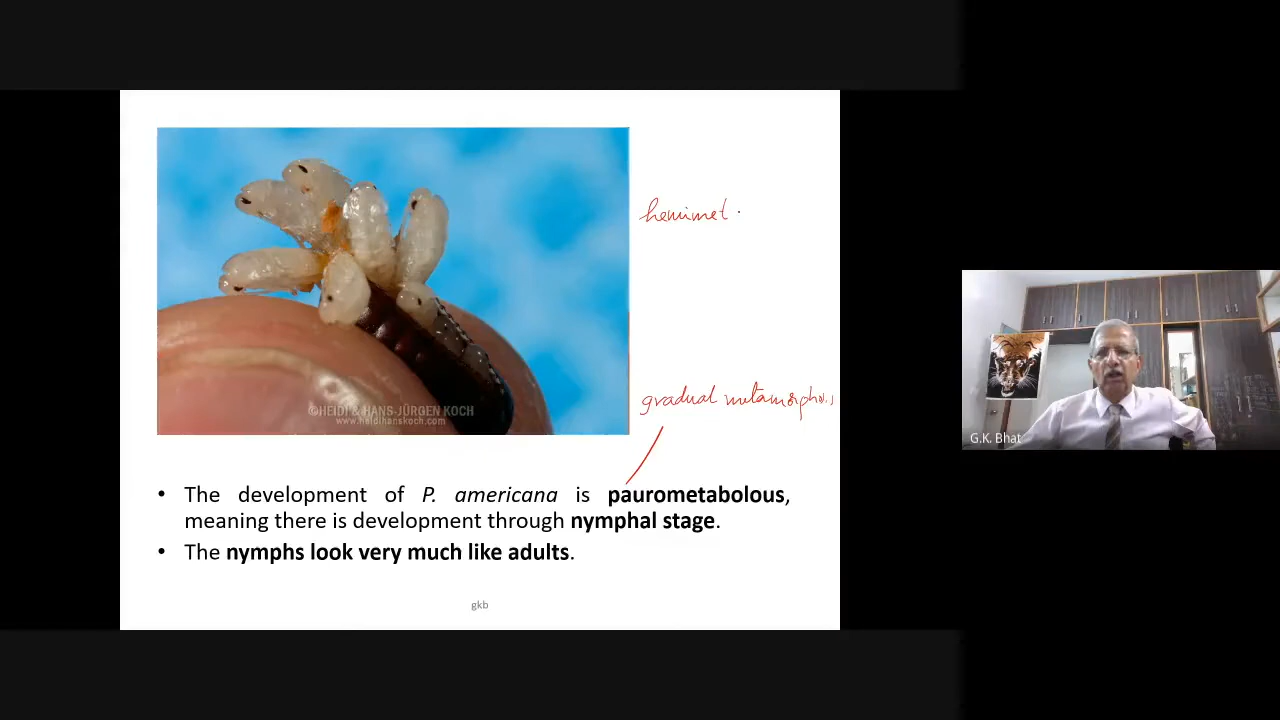 hemimet
©HEIDI & HANS-JÜRGEN KOCH
www.heidihanskoch.com
gradual metamorphosis
• The development of P. americana is paurometabolous,
meaning there is development through nymphal stage.
• The nymphs look very much like adults.
gkb
G.K. Bhat